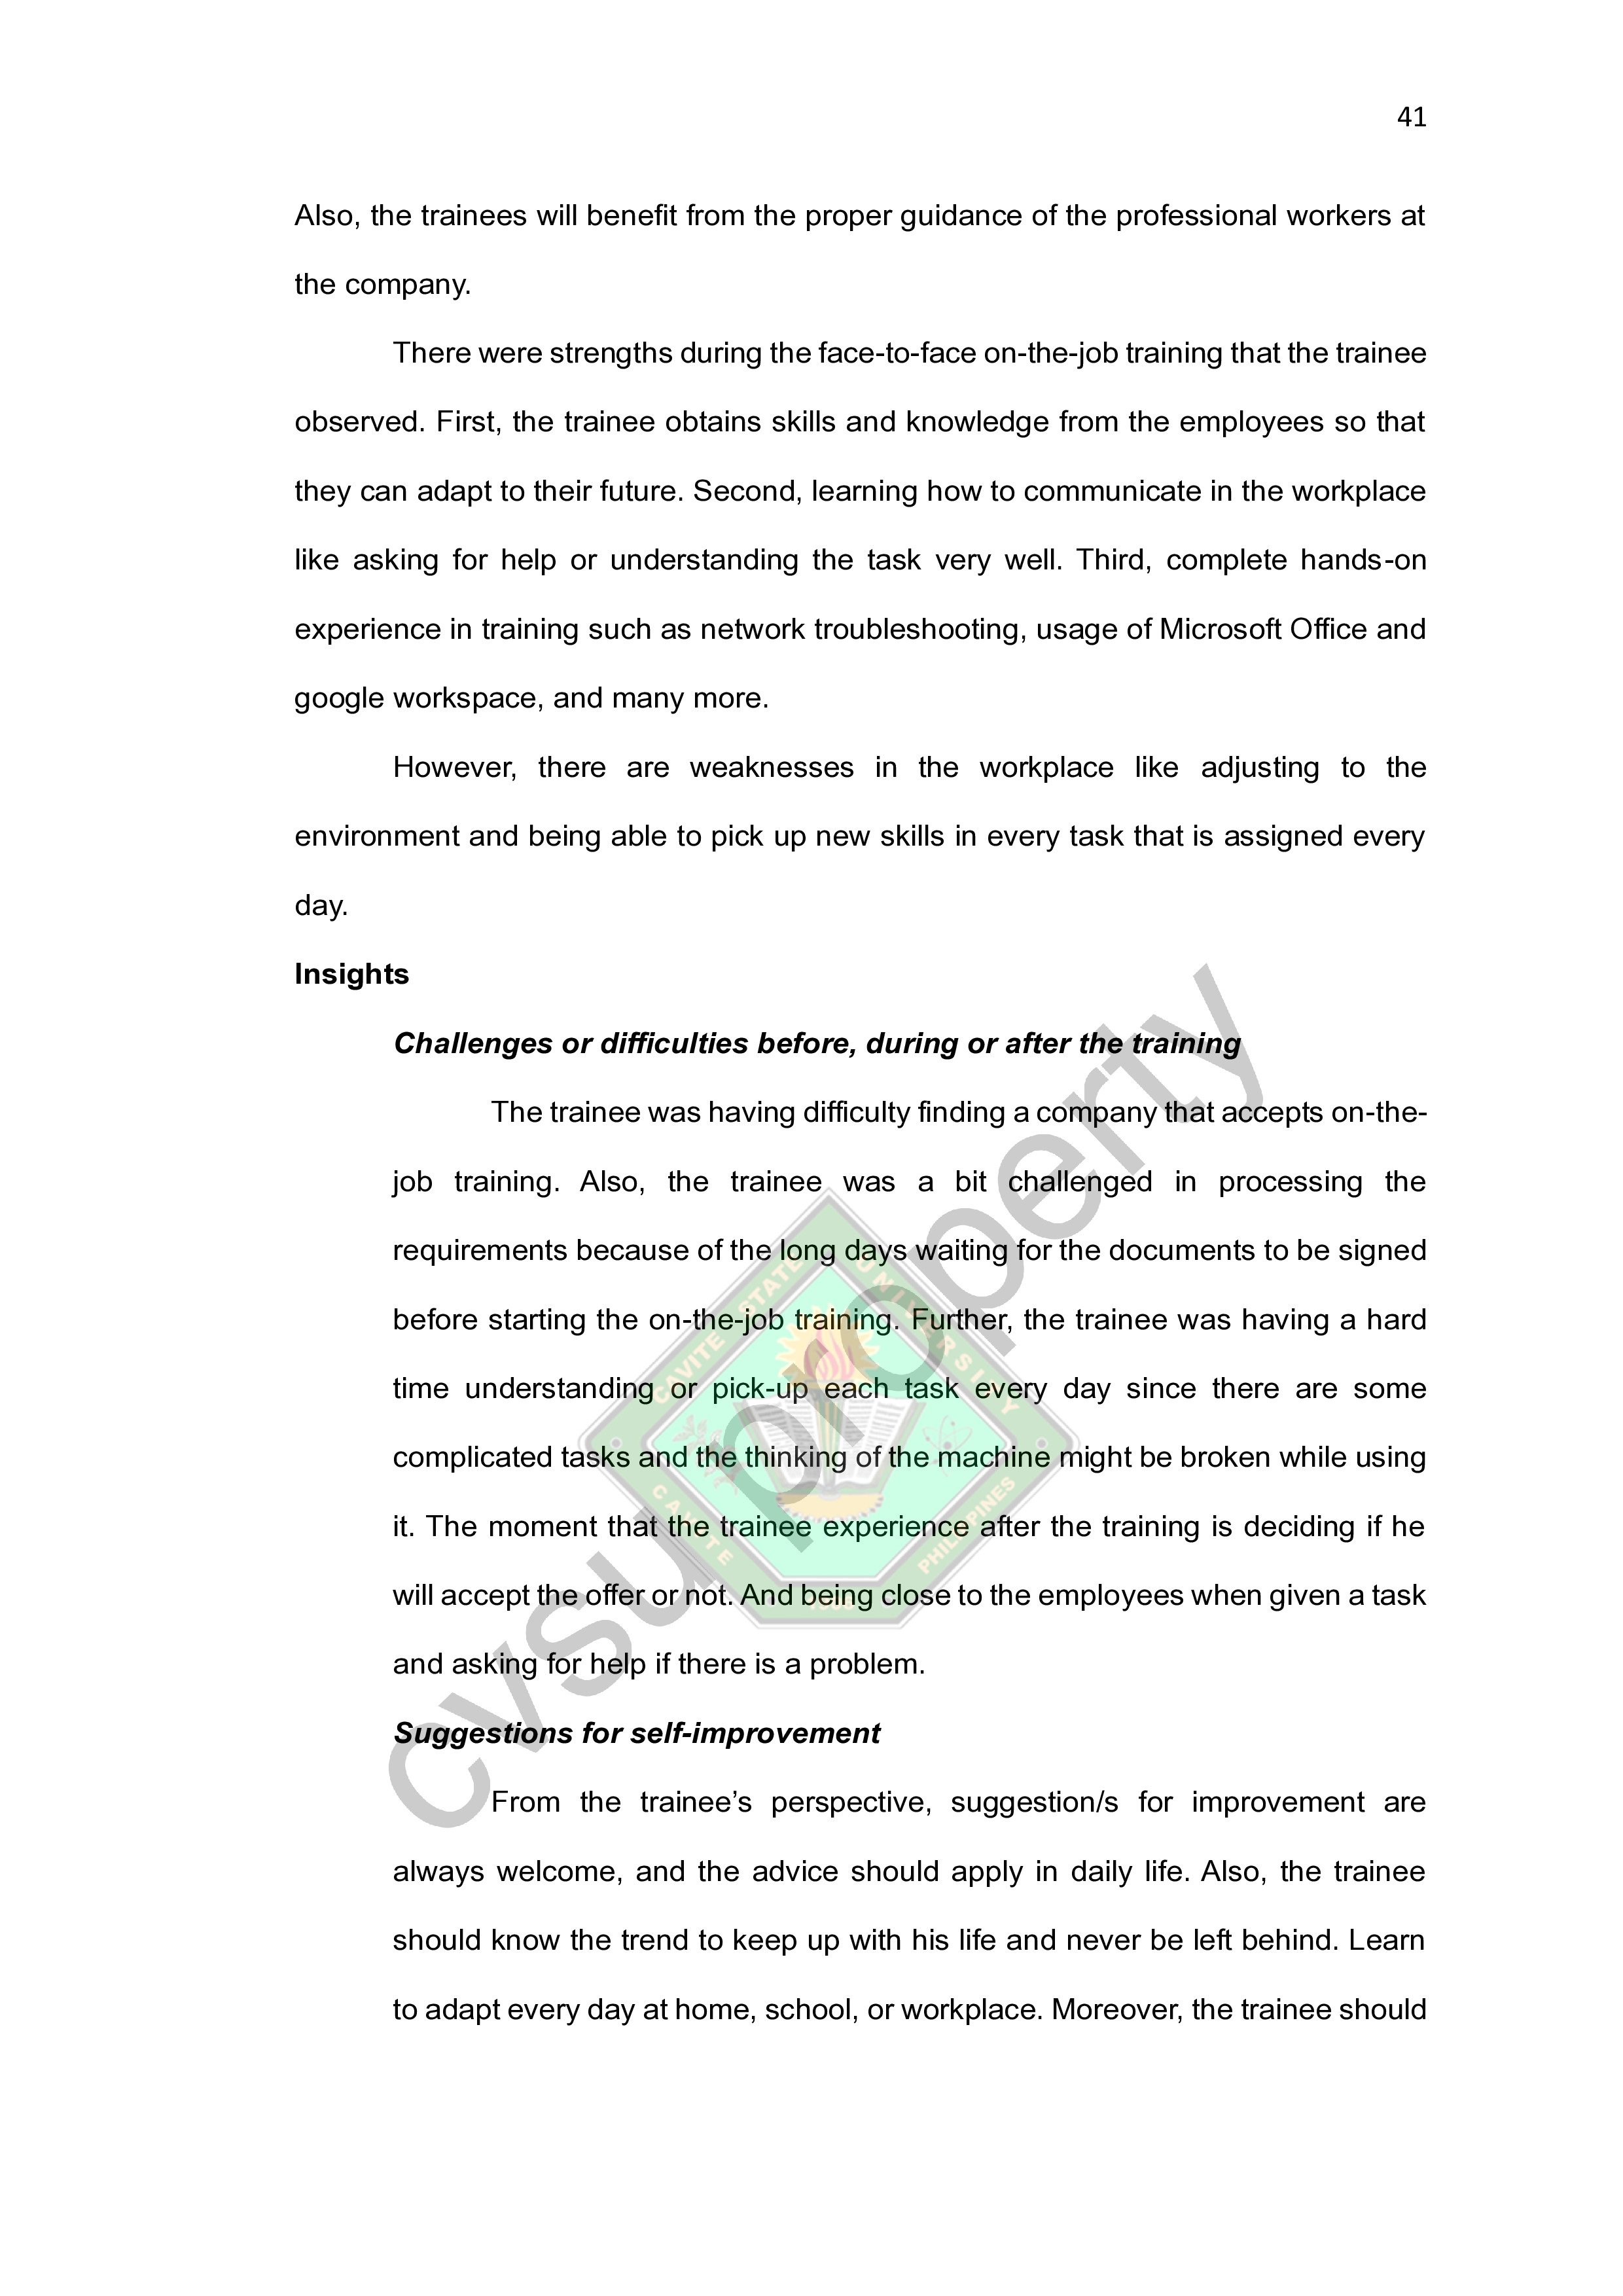 41
Also, the trainees will benefit from the proper guidance of the professional workers at
the company.
There were strengths during the face-to-face on-the-job training that the trainee
observed. First, the trainee obtains skills and knowledge from the employees so that
they can adapt to their future. Second, learning how to communicate in the workplace
like asking for help or understanding the task very well. Third, complete hands-on
experience in training such as network troubleshooting, usage of Microsoft Office and
google workspace, and many more.
However, there are weaknesses in the workplace like adjusting to the
environment and being able to pick up new skills in every task that is assigned every
day.
Insights
Challenges or difficulties before, during or after the training
The trainee was having difficulty finding a company that accepts on-the-
job training. Also, the trainee was a bit challenged in processing the
requirements because of the long days waiting for the documents to be signed
before starting the on-the-job training. Further, the trainee was having a hard
time understanding or pick-up each task every day since there are some
complicated tasks and the thinking of the machine might be broken while using
it. The moment that the trainee experience after the training is deciding if he
will accept the offer or not. And being close to the employees when given a task
and asking for help if there is a problem.
Suggestions for self-improvement
From the trainee’s perspective, suggestion/s for improvement are
always welcome, and the advice should apply in daily life. Also, the trainee
should know the trend to keep up with his life and never be left behind. Learn
to adapt every day at home, school, or workplace. Moreover, the trainee should
cvsu property
CAVITE STATE UNIVERSITY
CAVITE
PHILIPPINES